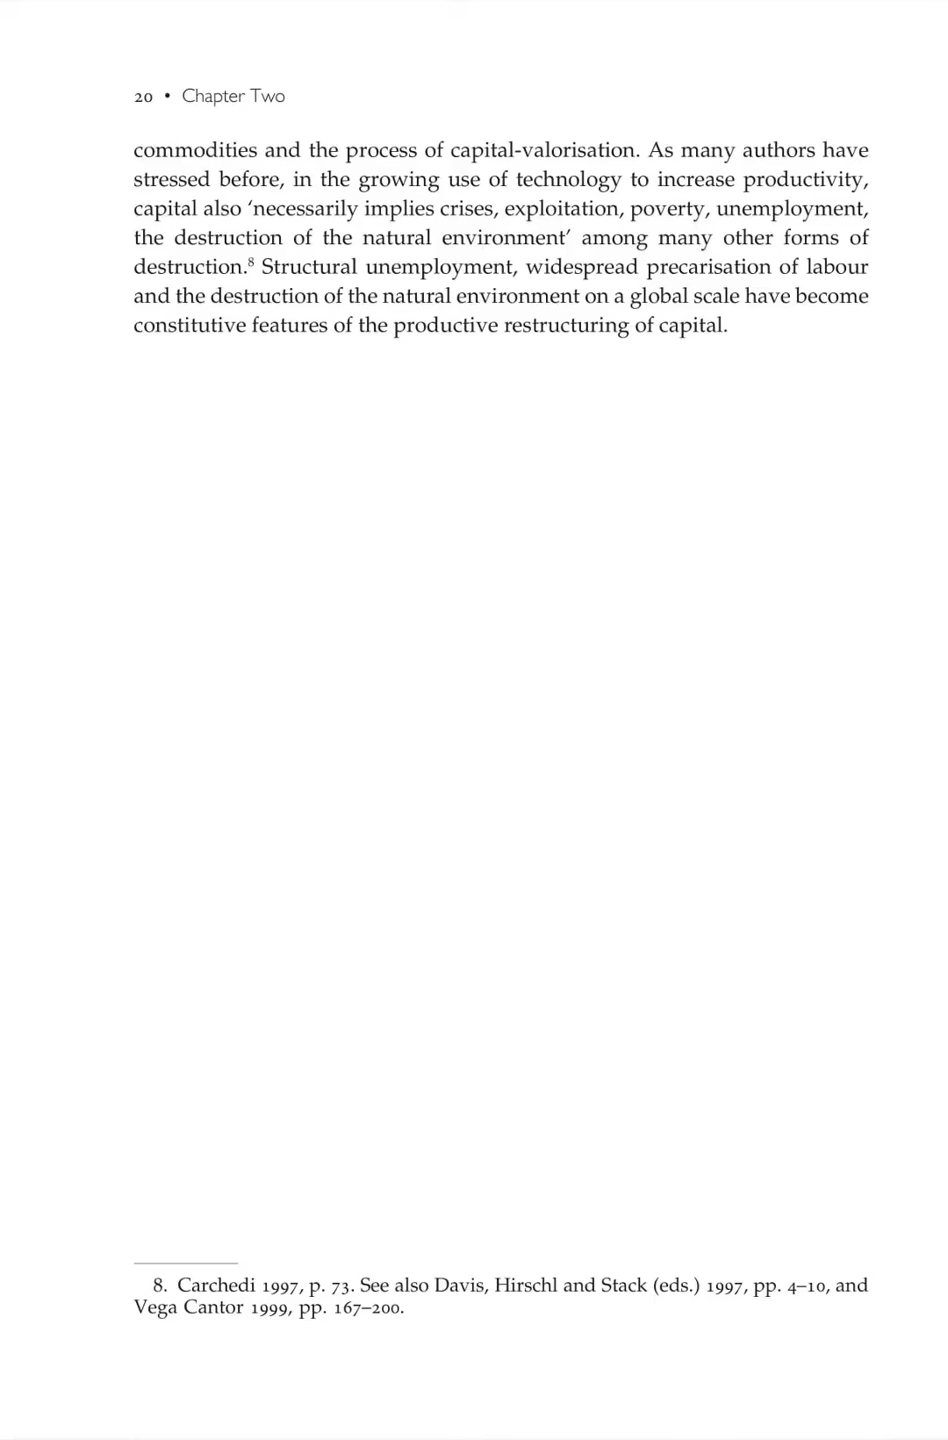 20 • Chapter Two
commodities and the process of capital-valorisation. As many authors have
stressed before, in the growing use of technology to increase productivity,
capital also ‘necessarily implies crises, exploitation, poverty, unemployment,
the destruction of the natural environment’ among many other forms of
destruction.⁸ Structural unemployment, widespread precarisation of labour
and the destruction of the natural environment on a global scale have become
constitutive features of the productive restructuring of capital.
8. Carchedi 1997, p. 73. See also Davis, Hirschl and Stack (eds.) 1997, pp. 4–10, and
Vega Cantor 1999, pp. 167–200.